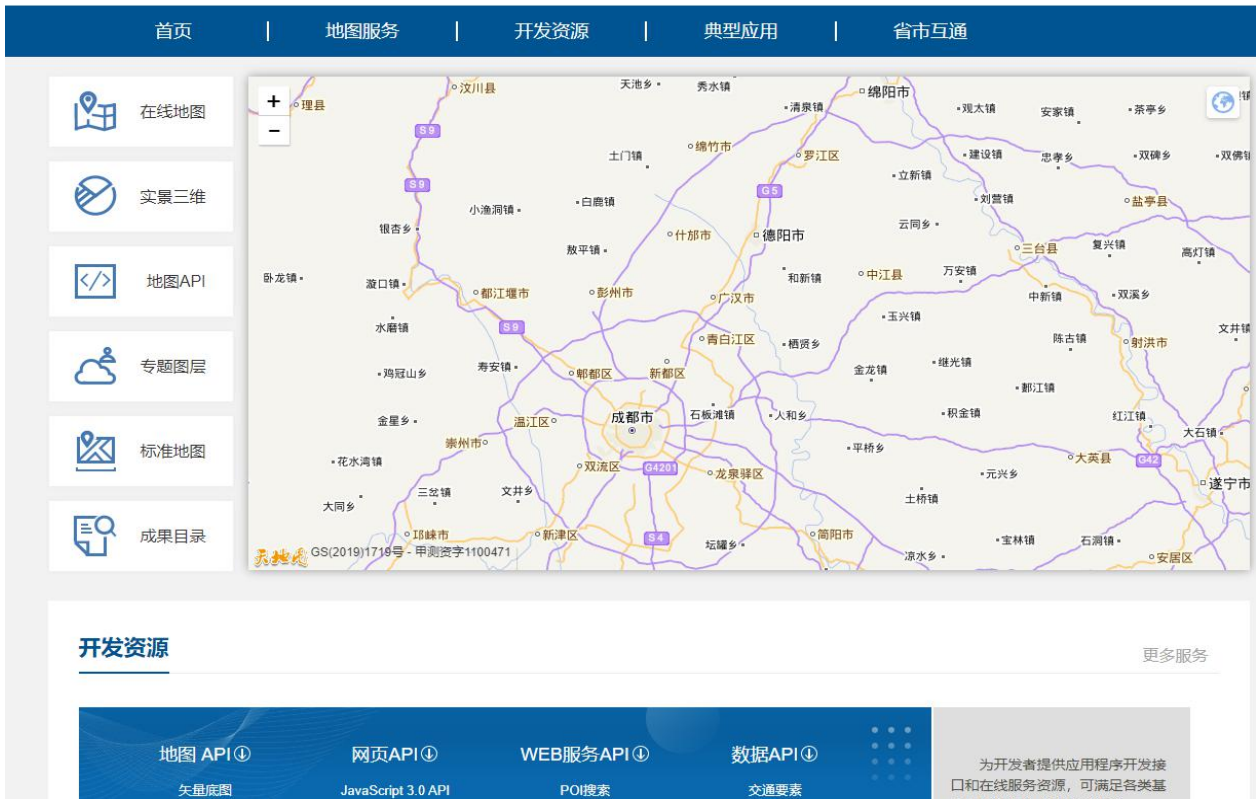 首页
地图服务
开发资源
典型应用
省市互通
在线地图
实景三维
地图API
专题图层
标准地图
成果目录
+
−
理县
汶川县
天池乡
秀水镇
清泉镇
绵阳市
观太镇
安家镇
茶亭乡
S9
土门镇
绵竹市
罗江区
建设镇
忠孝乡
双碑乡
双佛镇
立新镇
S9
G5
小渔洞镇
白鹿镇
刘营镇
盐亭县
银杏乡
什邡市
德阳市
云同乡
敖平镇
三台县
复兴镇
高灯镇
卧龙镇
漩口镇
都江堰市
彭州市
广汉市
和新镇
中江县
万安镇
中新镇
双溪乡
水磨镇
S9
玉兴镇
青白江区
栖贤乡
陈古镇
射洪市
文井镇
鸡冠山乡
寿安镇
郫都区
新都区
金龙镇
继光镇
郪江镇
金星乡
温江区
成都市
石板滩镇
人和乡
积金镇
红江镇
大石镇
崇州市
花水湾镇
双流区
G4201
龙泉驿区
平桥乡
元兴乡
大英县
G42
遂宁市
大同乡
三岔镇
文井乡
土桥镇
邛崃市
新津区
S4
坛罐乡
简阳市
凉水乡
宝林镇
石洞镇
安居区
天地图
GS(2019)1719号 - 甲测资字1100471
开发资源
更多服务
地图 API
网页API
WEB服务API
数据API
矢量底图
JavaScript 3.0 API
POI搜索
交通要素
为开发者提供应用程序开发接
口和在线服务资源，可满足各类基